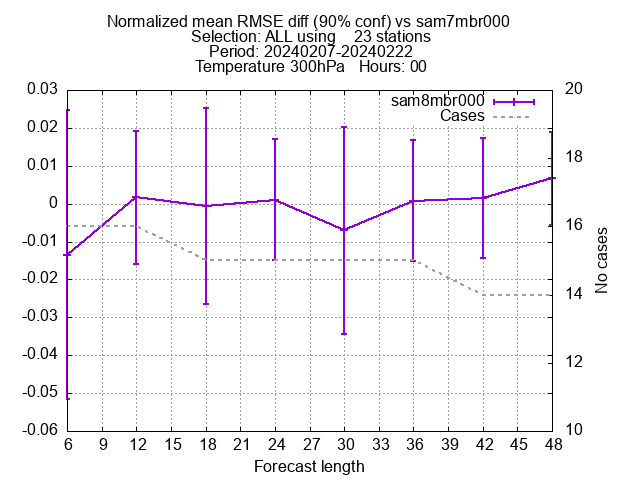 Normalized mean RMSE diff (90% conf) vs sam7mbr000
Selection: ALL using    23 stations
Period: 20240207-20240222
Temperature 300hPa   Hours: 00
sam8mbr000
Cases
0.03
0.02
0.01
0
-0.01
-0.02
-0.03
-0.04
-0.05
-0.06
20
18
16
14
12
10
No cases
6 9 12 15 18 21 24 27 30 33 36 39 42 45 48
Forecast length